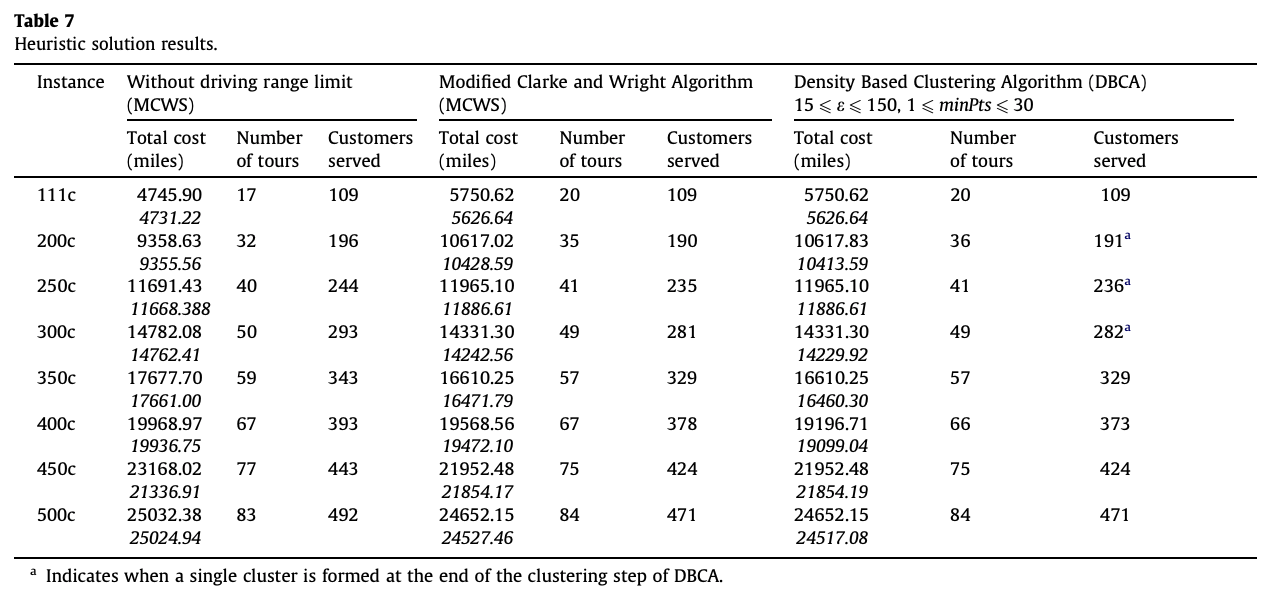 Table 7
Heuristic solution results.
Instance Without driving range limit (MCWS) Modified Clarke and Wright Algorithm (MCWS) Density Based Clustering Algorithm (DBCA) 15 ⩽ ε ⩽ 150, 1 ⩽ minPts ⩽ 30
Total cost (miles) Number of tours Customers served Total cost (miles) Number of tours Customers served Total cost (miles) Number of tours Customers served
111c 4745.90 17 109 5750.62 20 109 5750.62 20 109
4731.22 5626.64 5626.64
200c 9358.63 32 196 10617.02 35 190 10617.83 36 191a
9355.56 10428.59 10413.59
250c 11691.43 40 244 11965.10 41 235 11965.10 41 236a
11668.388 11886.61 11886.61
300c 14782.08 50 293 14331.30 49 281 14331.30 49 282a
14762.41 14242.56 14229.92
350c 17677.70 59 343 16610.25 57 329 16610.25 57 329
17661.00 16471.79 16460.30
400c 19968.97 67 393 19568.56 67 378 19196.71 66 373
19936.75 19472.10 19099.04
450c 23168.02 77 443 21952.48 75 424 21952.48 75 424
21336.91 21854.17 21854.19
500c 25032.38 83 492 24652.15 84 471 24652.15 84 471
25024.94 24527.46 24517.08
a Indicates when a single cluster is formed at the end of the clustering step of DBCA.